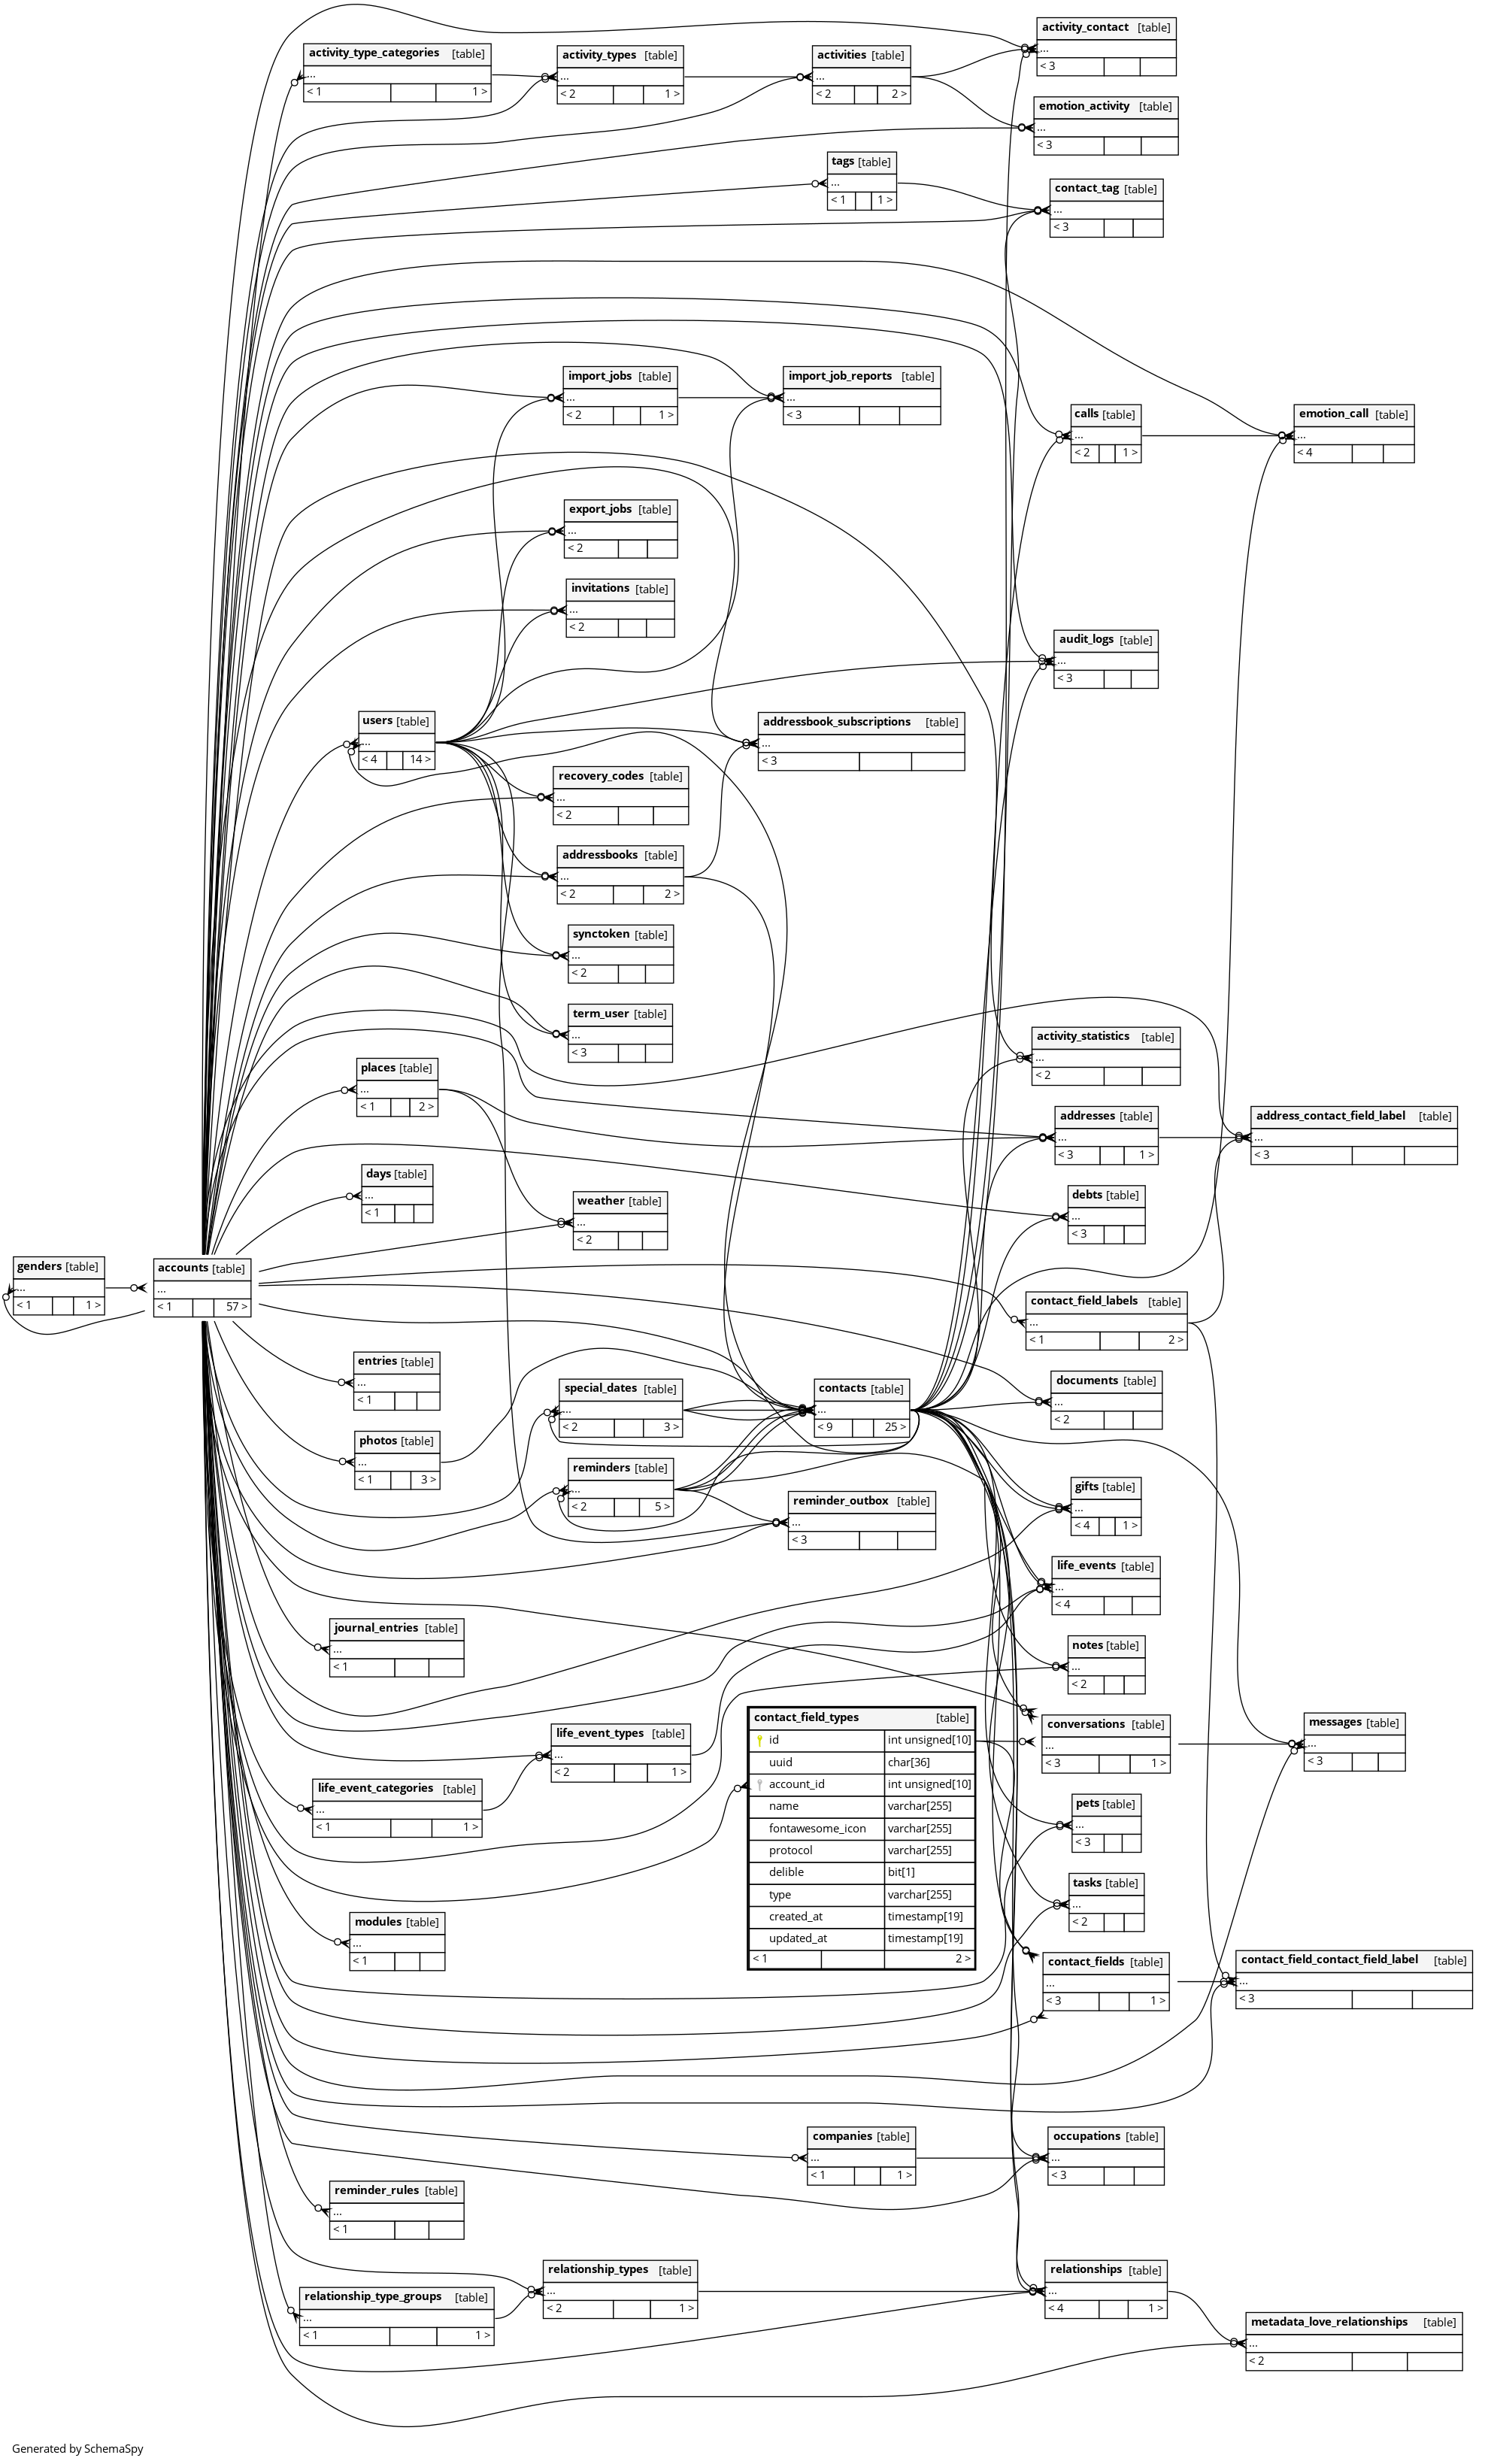 activity_type_categories [table]
...
< 1 1 >
activity_types [table]
...
< 2 1 >
activities [table]
...
< 2 2 >
activity_contact [table]
...
< 3
emotion_activity [table]
...
< 3
tags [table]
...
< 1 1 >
contact_tag [table]
...
< 3
import_jobs [table]
...
< 2 1 >
import_job_reports [table]
...
< 3
calls [table]
...
< 2 1 >
emotion_call [table]
...
< 4
export_jobs [table]
...
< 2
invitations [table]
...
< 2
audit_logs [table]
...
< 3
users [table]
...
< 4 14 >
addressbook_subscriptions [table]
...
< 3
recovery_codes [table]
...
< 2
addressbooks [table]
...
< 2 2 >
synctoken [table]
...
< 2
term_user [table]
...
< 3
activity_statistics [table]
...
< 2
places [table]
...
< 1 2 >
addresses [table]
...
< 3 1 >
address_contact_field_label [table]
...
< 3
days [table]
...
< 1
weather [table]
...
< 2
debts [table]
...
< 3
genders [table]
...
< 1 1 >
accounts [table]
...
< 1 57 >
contact_field_labels [table]
...
< 1 2 >
entries [table]
...
< 1
special_dates [table]
...
< 2 3 >
contacts [table]
...
< 9 25 >
documents [table]
...
< 2
photos [table]
...
< 1 3 >
reminders [table]
...
< 2 5 >
reminder_outbox [table]
...
< 3
gifts [table]
...
< 4 1 >
life_events [table]
...
< 4
journal_entries [table]
...
< 1
notes [table]
...
< 2
life_event_types [table]
...
< 2 1 >
life_event_categories [table]
...
< 1 1 >
contact_field_types [table]
id int unsigned[10]
uuid char[36]
account_id int unsigned[10]
name varchar[255]
fontawesome_icon varchar[255]
protocol varchar[255]
delible bit[1]
type varchar[255]
created_at timestamp[19]
updated_at timestamp[19]
< 1 2 >
conversations [table]
...
< 3 1 >
messages [table]
...
< 3
pets [table]
...
< 3
tasks [table]
...
< 2
modules [table]
...
< 1
contact_fields [table]
...
< 3 1 >
contact_field_contact_field_label [table]
...
< 3
companies [table]
...
< 1 1 >
occupations [table]
...
< 3
reminder_rules [table]
...
< 1
relationship_types [table]
...
< 2 1 >
relationship_type_groups [table]
...
< 1 1 >
relationships [table]
...
< 4 1 >
metadata_love_relationships [table]
...
< 2
Generated by SchemaSpy